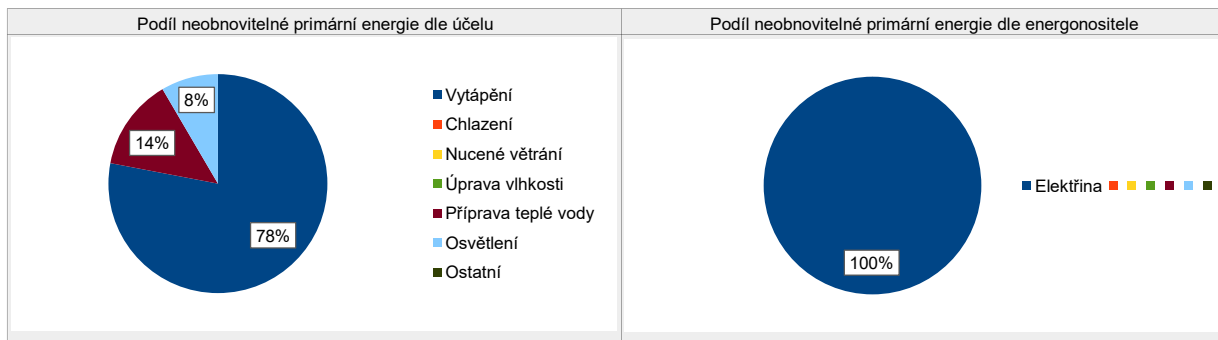 Podíl neobnovitelné primární energie dle účelu
Podíl neobnovitelné primární energie dle energonositele
8%
14%
78%
Vytápění
Chlazení
Nucené větrání
Úprava vlhkosti
Příprava teplé vody
Osvětlení
Ostatní
100%
Elektřina